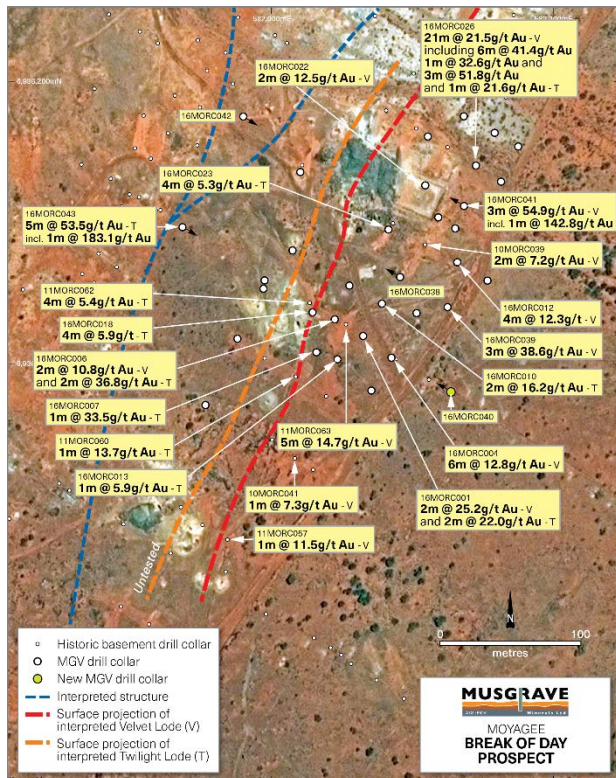 582,000mE
6,936,200mN
16MORC026
21m @ 21.5g/t Au - V
including 6m @ 41.4g/t Au
1m @ 32.6g/t Au and
3m @ 51.8g/t Au
and 1m @ 21.6g/t Au - T
16MORC022
2m @ 12.5g/t Au - V
16MORC042
16MORC023
4m @ 5.3g/t Au - T
16MORC041
3m @ 54.9g/t Au - V
incl. 1m @ 142.8g/t Au
16MORC043
5m @ 53.5g/t Au - T
incl. 1m @ 183.1g/t Au
10MORC039
2m @ 7.2g/t Au - V
11MORC062
4m @ 5.4g/t Au - T
16MORC038
16MORC012
4m @ 12.3g/t - V
16MORC018
4m @ 5.9g/t - T
16MORC039
3m @ 38.6g/t Au - V
16MORC006
2m @ 10.8g/t Au - V
and 2m @ 36.8g/t Au - T
16MORC010
2m @ 16.2g/t Au - T
16MORC007
1m @ 33.5g/t Au - T
16MORC040
11MORC063
5m @ 14.7g/t Au - V
11MORC060
1m @ 13.7g/t Au - T
16MORC004
6m @ 12.8g/t Au - V
16MORC013
1m @ 5.9g/t Au - T
10MORC041
1m @ 7.3g/t Au - V
16MORC001
2m @ 25.2g/t Au - V
and 2m @ 22.0g/t Au - T
11MORC057
1m @ 11.5g/t Au - V
Untested
N
0 100
metres
Historic basement drill collar
MGV drill collar
New MGV drill collar
Interpreted structure
Surface projection of
interpreted Velvet Lode (V)
Surface projection of
interpreted Twilight Lode (T)
MUSGRAVE
Minerals Ltd
MOYAGEE
BREAK OF DAY
PROSPECT